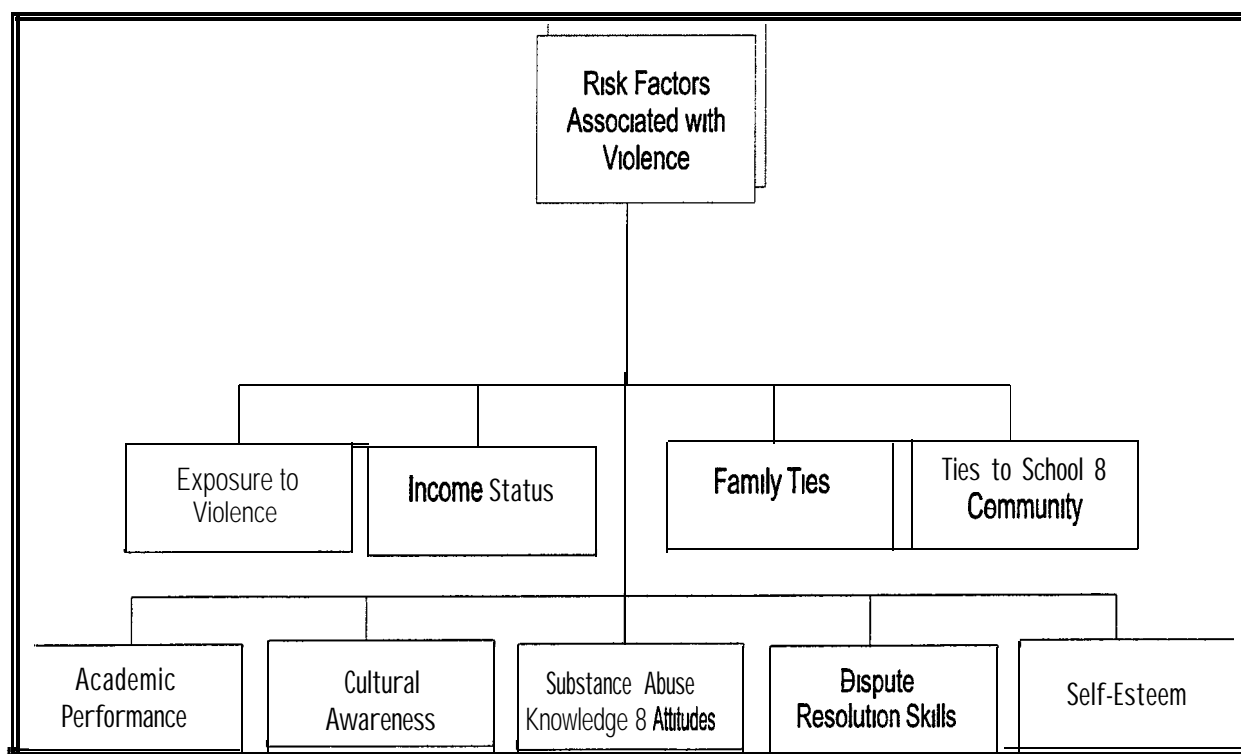 Risk Factors
Associated with
Violence
Exposure to
Violence
Income Status
Family Ties
Ties to School 8
Community
Academic
Performance
Cultural
Awareness
Substance Abuse
Knowledge 8 Attitudes
Dispute
Resolution Skills
Self-Esteem